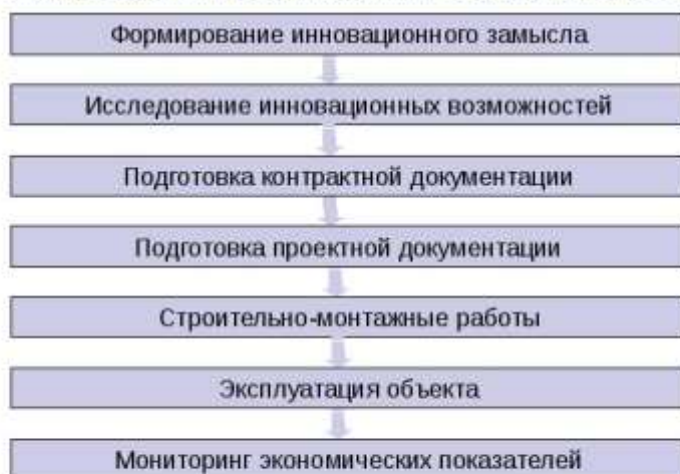 Формирование инновационного замысла
Исследование инновационных возможностей
Подготовка контрактной документации
Подготовка проектной документации
Строительно-монтажные работы
Эксплуатация объекта
Мониторинг экономических показателей